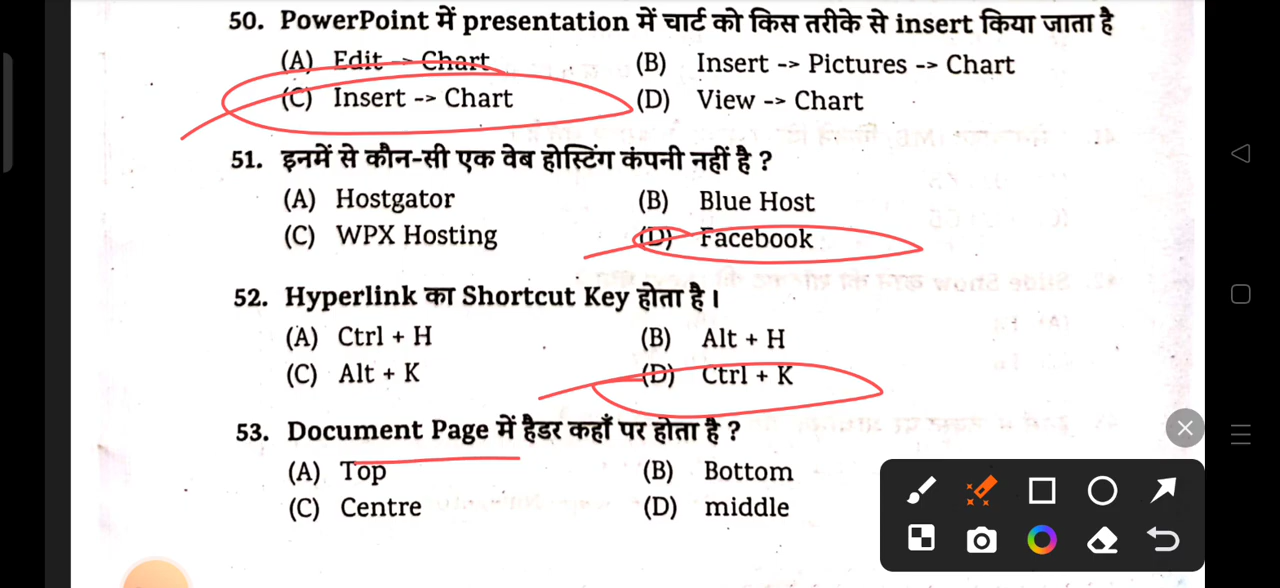 50. PowerPoint में presentation में चार्ट को किस तरीके से insert किया जाता है
(A) Edit -> Chart (B) Insert -> Pictures -> Chart
(C) Insert -> Chart (D) View -> Chart
51. इनमें से कौन-सी एक वेब होस्टिंग कंपनी नहीं है ?
(A) Hostgator (B) Blue Host
(C) WPX Hosting (D) Facebook
52. Hyperlink का Shortcut Key होता है ।
(A) Ctrl + H (B) Alt + H
(C) Alt + K (D) Ctrl + K
53. Document Page में हैडर कहाँ पर होता है ?
(A) Top (B) Bottom
(C) Centre (D) middle